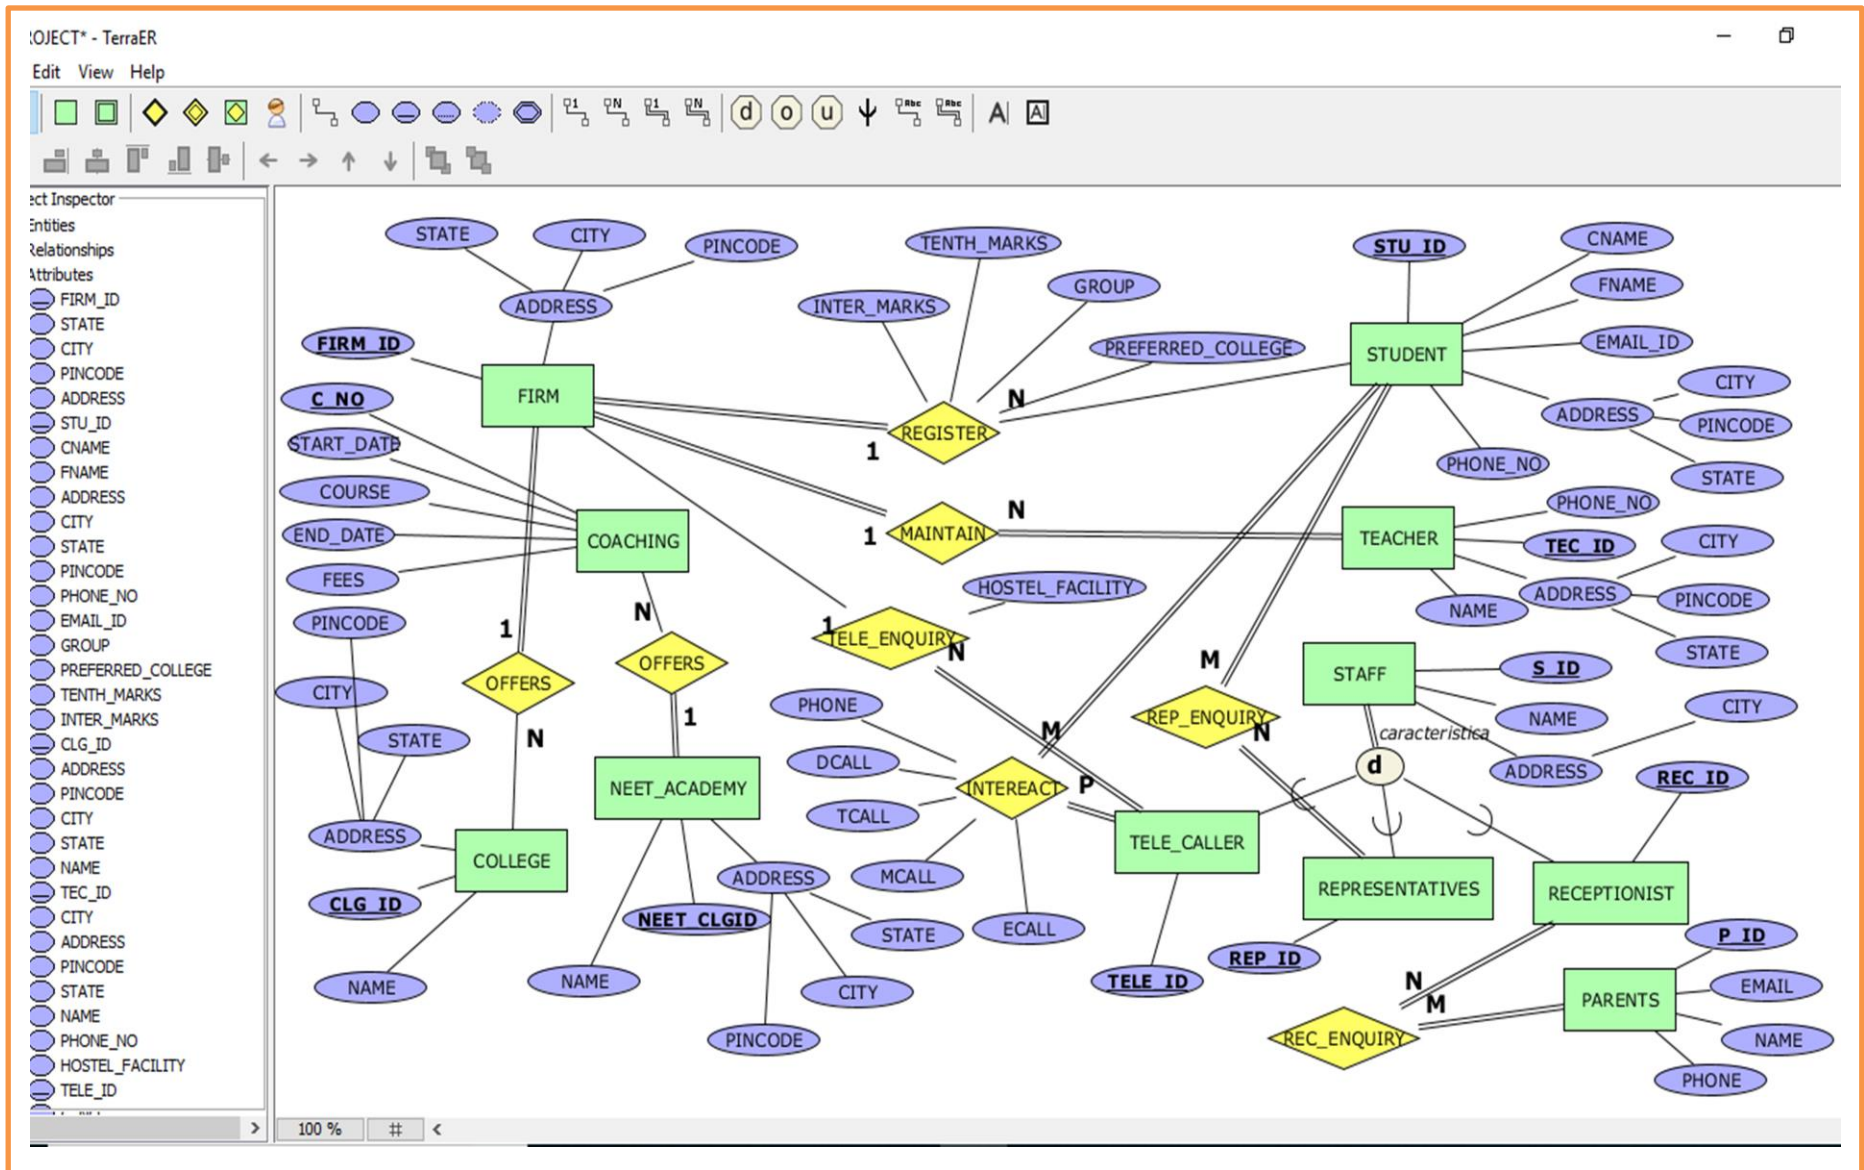 ROJECT* - TerraER
Edit View Help
1 N 1 N d o u Abc Abc A A
ect Inspector
Entities
Relationships
Attributes
FIRM_ID
STATE
CITY
PINCODE
ADDRESS
STU_ID
CNAME
FNAME
ADDRESS
CITY
STATE
PINCODE
PHONE_NO
EMAIL_ID
GROUP
PREFERRED_COLLEGE
TENTH_MARKS
INTER_MARKS
CLG_ID
ADDRESS
PINCODE
CITY
STATE
NAME
TEC_ID
CITY
ADDRESS
PINCODE
STATE
NAME
PHONE_NO
HOSTEL_FACILITY
TELE_ID
STATE
CITY
PINCODE
ADDRESS
FIRM_ID
FIRM
C_NO
START_DATE
COURSE
END_DATE
FEES
COACHING
PINCODE
CITY
STATE
ADDRESS
COLLEGE
CLG_ID
NAME
1
OFFERS
N
N
OFFERS
1
NEET_ACADEMY
NAME
NEET_CLGID
ADDRESS
STATE
CITY
PINCODE
TENTH_MARKS
INTER_MARKS
GROUP
PREFERRED_COLLEGE
N
REGISTER
1
N
1
MAINTAIN
HOSTEL_FACILITY
1
TELE_ENQUIRY
N
PHONE
DCALL
TCALL
MCALL
ECALL
M
INTEREACT
P
TELE_CALLER
TELE_ID
STU_ID
CNAME
FNAME
EMAIL_ID
STUDENT
ADDRESS
CITY
PINCODE
STATE
PHONE_NO
PHONE_NO
TEACHER
TEC_ID
CITY
ADDRESS
PINCODE
NAME
STATE
M
REP_ENQUIRY
N
STAFF
S_ID
NAME
CITY
ADDRESS
caracteristica
d
REC_ID
REPRESENTATIVES
REP_ID
RECEPTIONIST
P_ID
PARENTS
EMAIL
NAME
PHONE
N
M
REC_ENQUIRY
100 %